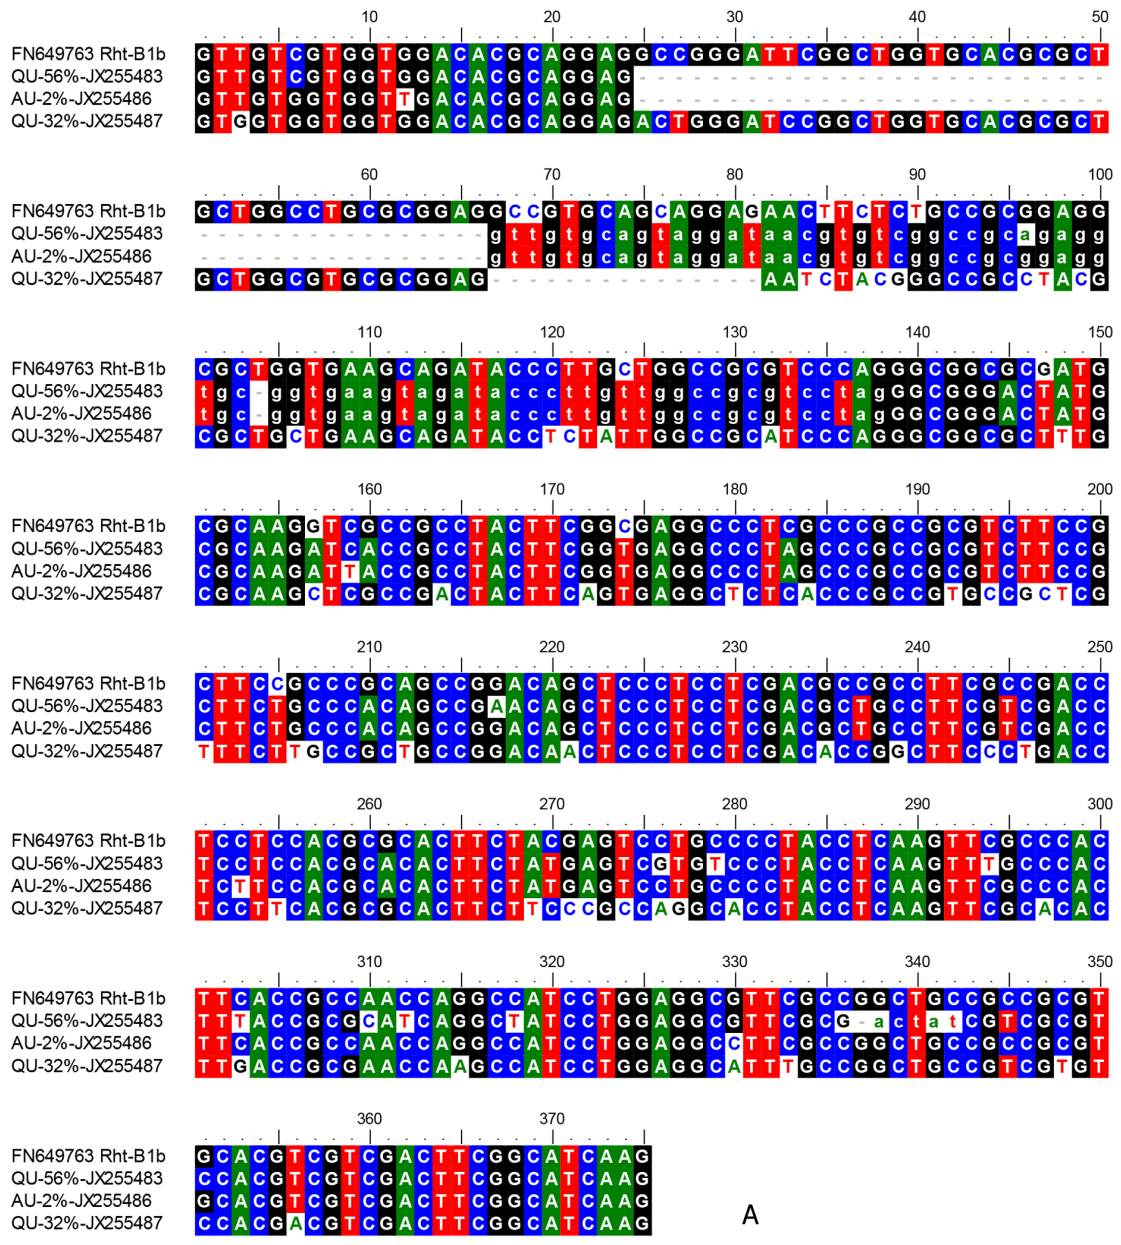 10 20 30 40 50
FN649763 Rht-B1b GTTGTCGTGGTGGACACGCAGGAGGCCGGGATTCGGCTGGTGCACGCGCT
QU-56%-JX255483 GTTGTCGTGGTGGACACGCAGGAG--------------------------
AU-2%-JX255486 GTTGTGGTGGTTGACACGCAGGAG--------------------------
QU-32%-JX255487 GTGGTGGTGGTGGACACGCAGGAGACTGGGATCCGGCTGGTGCACGCGCT
60 70 80 90 100
FN649763 Rht-B1b GCTGGCCTGCGCGGAGGCCGTGCAGCAGGAGAACTTCTCTGCCGCGGAGG
QU-56%-JX255483 ----------------gttgtgcagtaggataacgtgtcggccgcagagg
AU-2%-JX255486 ----------------gttgtgcagtaggataacgtgtcggccgcggagg
QU-32%-JX255487 GCTGGCGTGCGCGGAG---------------AATCTACGGGCCGCCTACG
110 120 130 140 150
FN649763 Rht-B1b CGCTGGTGAAGCAGATACCCTTGCTGGCCGCGTCCCAGGGCGGCGCGATG
QU-56%-JX255483 tgc-ggtgaagtagatacccttgttggccgcgtcctagggCGGGACTATG
AU-2%-JX255486 tgc-ggtgaagtagatacccttgttggccgcgtcctagGGCGGGACTATG
QU-32%-JX255487 CGCTGCTGAAGCAGATACCTCTATTGGCCGCATCCCAGGGCGGCGCTTTG
160 170 180 190 200
FN649763 Rht-B1b CGCAAGGTCGCCGCCTACTTCGGCGAGGCCCTCGCCCGCCGCGTCTTCCG
QU-56%-JX255483 CGCAAGATCACCGCCTACTTCGGTGAGGCCCTAGCCCGCCGCGTCTTCCG
AU-2%-JX255486 CGCAAGATTACCGCCTACTTCGGTGAGGCCCTAGCCCGCCGCGTCTTCCG
QU-32%-JX255487 CGCAAGCTCGCCGACTACTTCAGTGAGGCTCTCACCCGCCGTGCCGCTCG
210 220 230 240 250
FN649763 Rht-B1b CTTCCGCCCGCAGCCGGACAGCTCCCTCCTCGACGCCGCCTTCGCCGACC
QU-56%-JX255483 CTTCTGCCCACAGCCGAACAGCTCCCTCCTCGACGCTGCCTTCGTCGACC
AU-2%-JX255486 CTTCTGCCCACAGCCGGACAGCTCCCTCCTCGACGCTGCCTTCGTCGACC
QU-32%-JX255487 TTTCTTGCCGCTGCCGGACAACTCCCTCCTCGACACCGGCTTCCCTGACC
260 270 280 290 300
FN649763 Rht-B1b TCCTCCACGCGCACTTCTACGAGTCCTGCCCCTACCTCAAGTTCGCCCAC
QU-56%-JX255483 TCCTCCACGCACACTTCTATGAGTCGTGTCCCTACCTCAAGTTTGCCCAC
AU-2%-JX255486 TCTTCCACGCACACTTCTATGAGTCCTGCCCCTACCTCAAGTTCGCCCAC
QU-32%-JX255487 TCCTTCACGCGCACTTCTTCCCGCCAGGCACCTACCTCAAGTTCGCACAC
310 320 330 340 350
FN649763 Rht-B1b TTCACCGCCAACCAGGCCATCCTGGAGGCGTTCGCCGGCTGCCGCCGCGT
QU-56%-JX255483 TTTACCGCGCATCAGGCTATCCTGGAGGCGTTCGCG-actatCGTCGCGT
AU-2%-JX255486 TTCACCGCCAACCAGGCCATCCTGGAGGCCTTCGCCGGCTGCCGCCGCGT
QU-32%-JX255487 TTGACCGCGAACCAAGCCATCCTGGAGGCATTTGCCGGCTGCCGTCGTGT
360 370
FN649763 Rht-B1b GCACGTCGTCGACTTCGGCATCAAG
QU-56%-JX255483 CCACGTCGTCGACTTCGGCATCAAG
AU-2%-JX255486 GCACGTCGTCGACTTCGGCATCAAG
QU-32%-JX255487 CCACGACGTCGACTTCGGCATCAAG
A